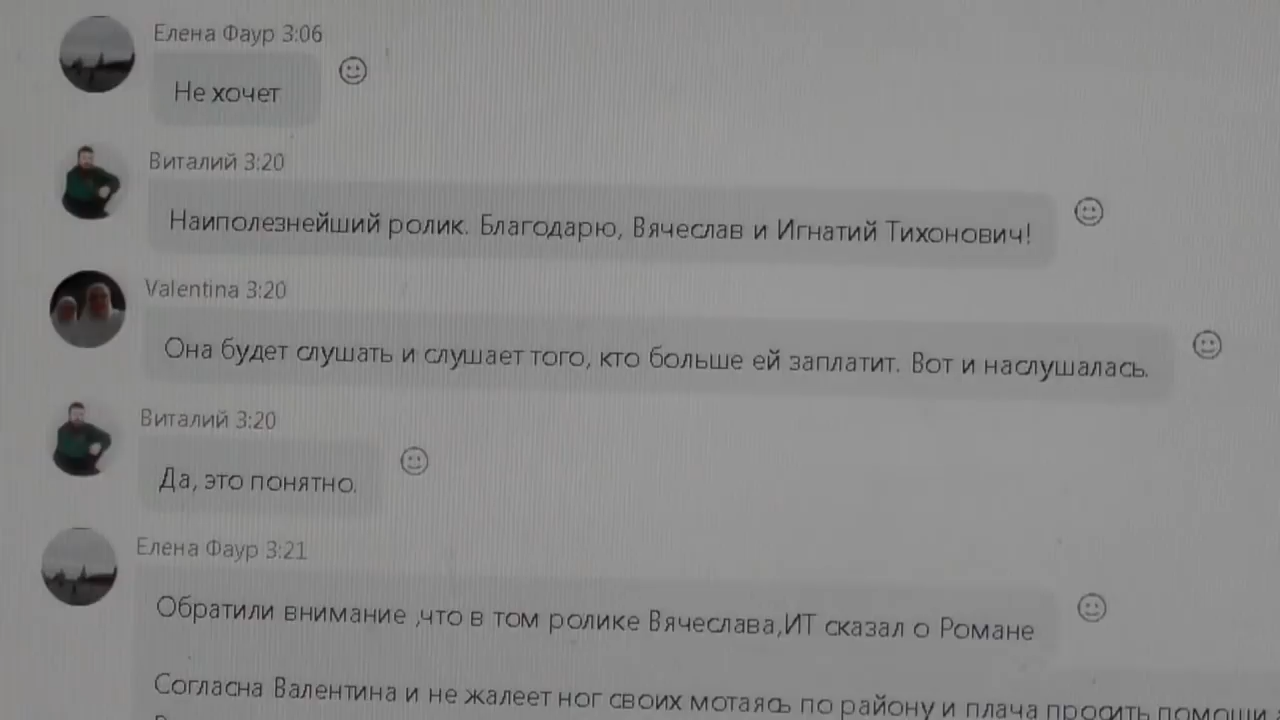 Елена Фаур 3:06
Не хочет
Виталий 3:20
Наиполезнейший ролик. Благодарю, Вячеслав и Игнатий Тихонович!
Valentina 3:20
Она будет слушать и слушает того, кто больше ей заплатит. Вот и наслушалась.
Виталий 3:20
Да, это понятно.
Елена Фаур 3:21
Обратили внимание ,что в том ролике Вячеслава,ИТ сказал о Романе
Согласна Валентина и не жалеет ног своих мотаясь по району и плача просить помощи